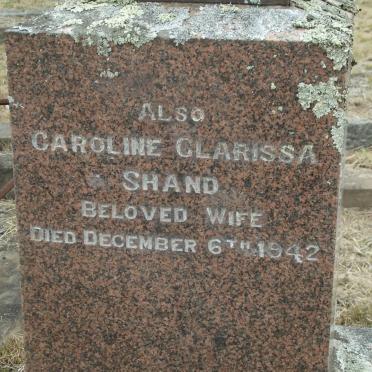 Also
Caroline Clarissa
Shand
Beloved Wife
Died December 6th. 1942